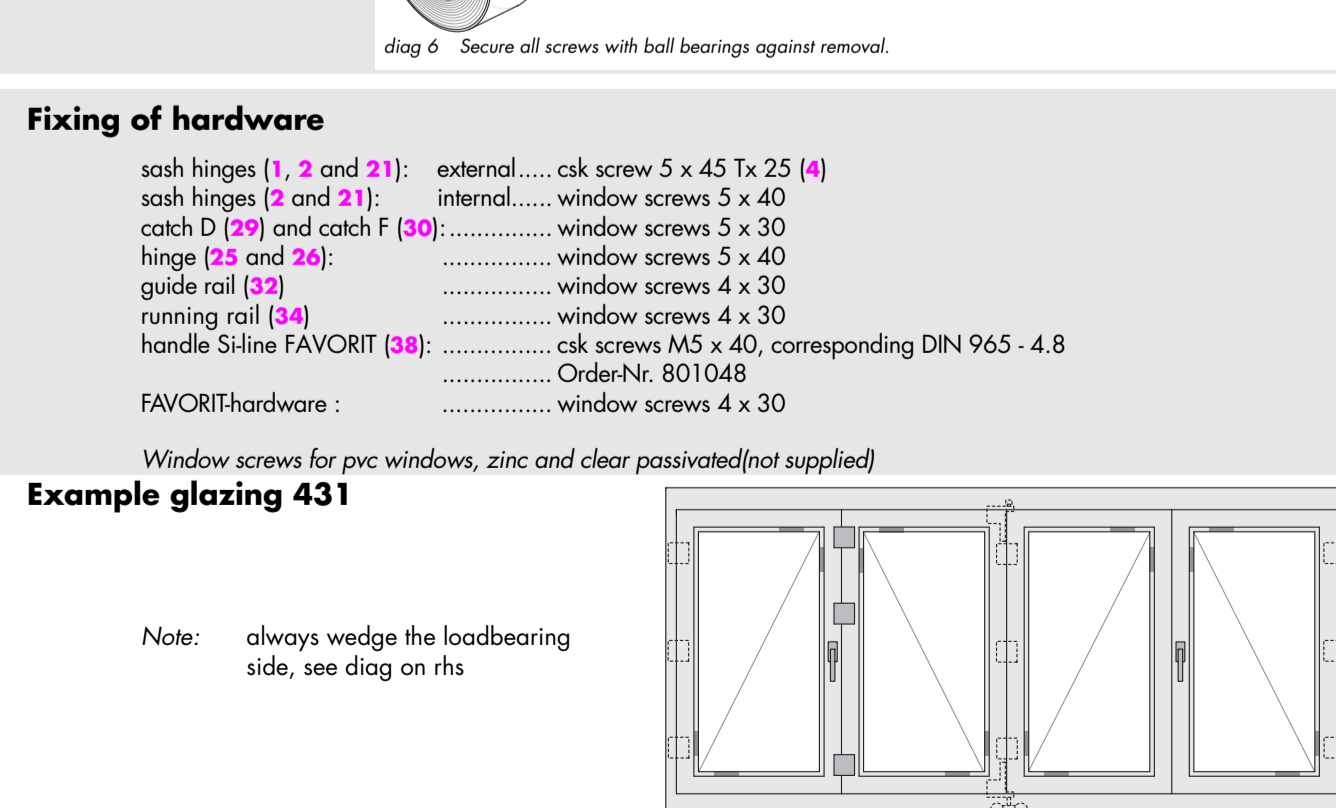 diag 6 Secure all screws with ball bearings against removal.
Fixing of hardware
sash hinges (1, 2 and 21): external..... csk screw 5 x 45 Tx 25 (4)
sash hinges (2 and 21): internal...... window screws 5 x 40
catch D (29) and catch F (30): ............... window screws 5 x 30
hinge (25 and 26): ................ window screws 5 x 40
guide rail (32) ................ window screws 4 x 30
running rail (34) ................ window screws 4 x 30
handle Si-line FAVORIT (38): ................ csk screws M5 x 40, corresponding DIN 965 - 4.8
................ Order-Nr. 801048
FAVORIT-hardware : ................ window screws 4 x 30
Window screws for pvc windows, zinc and clear passivated(not supplied)
Example glazing 431
Note: always wedge the loadbearing
side, see diag on rhs